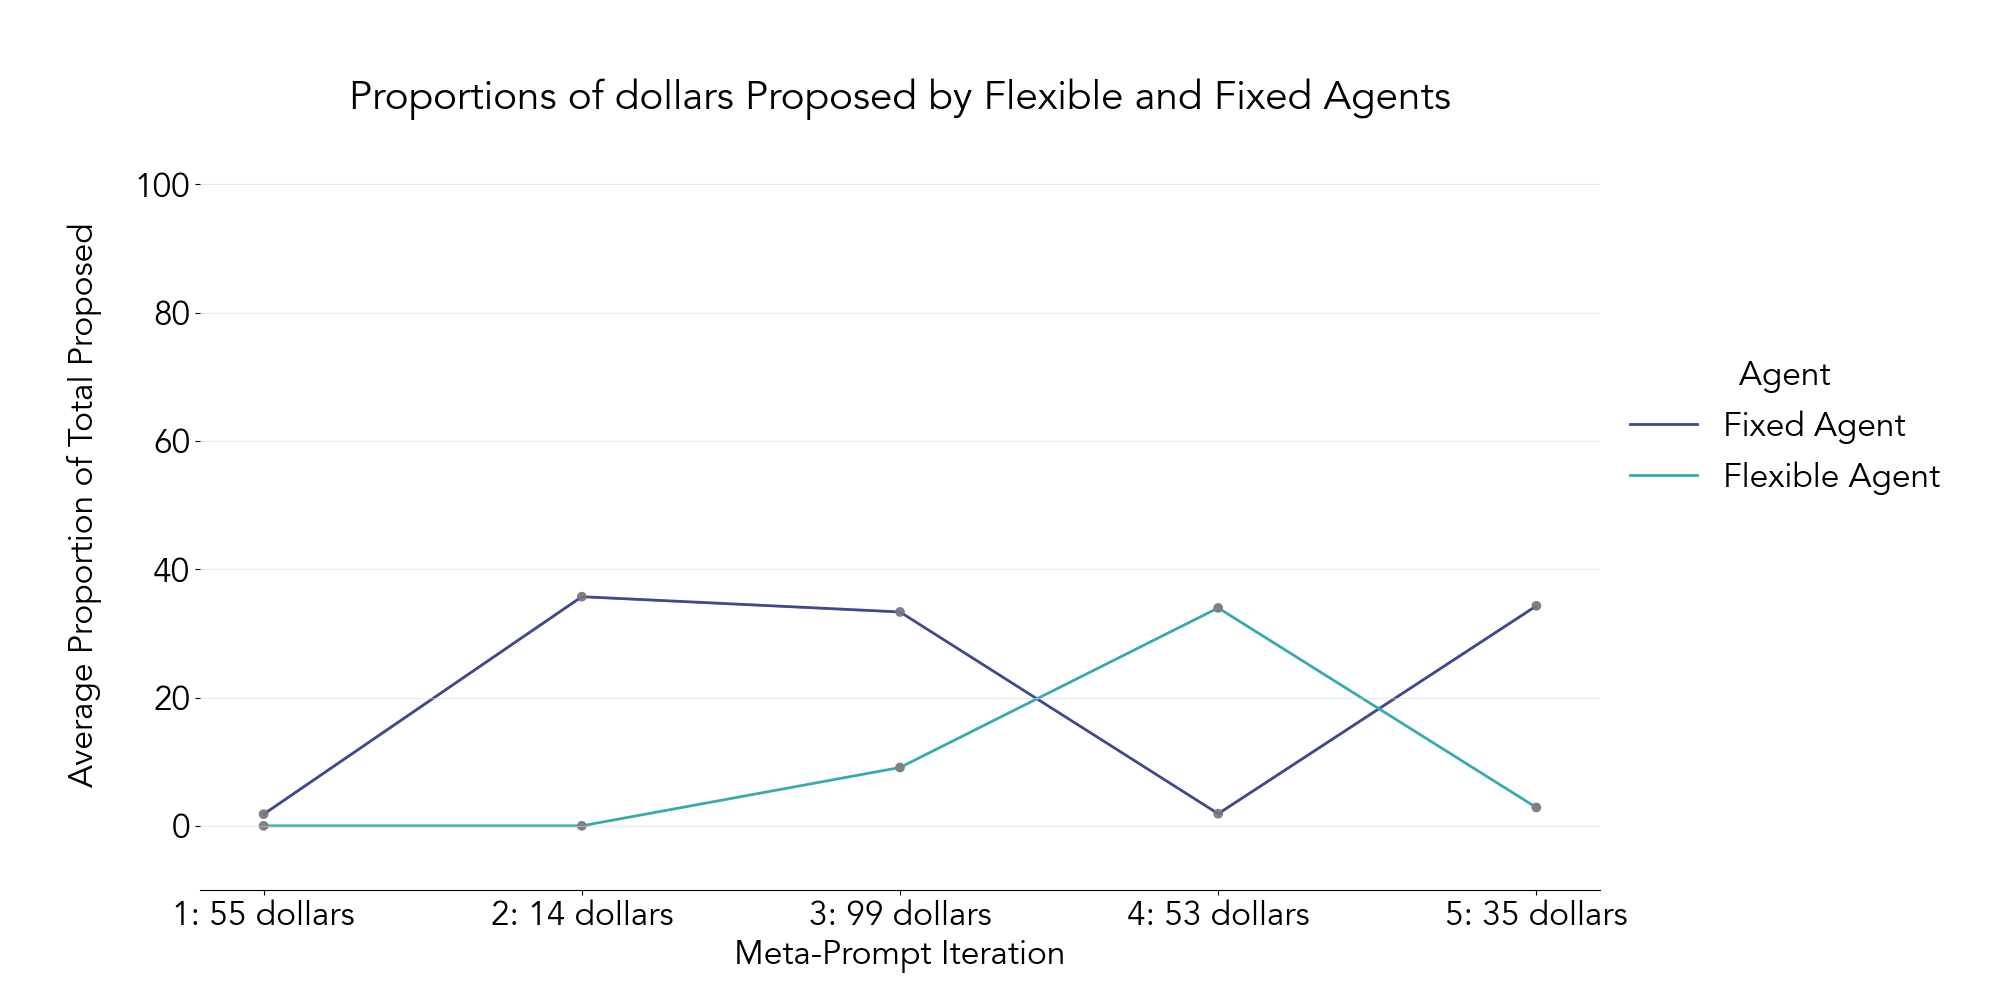 Proportions of dollars Proposed by Flexible and Fixed Agents
Average Proportion of Total Proposed
100
80
60
40
20
0
1: 55 dollars
2: 14 dollars
3: 99 dollars
4: 53 dollars
5: 35 dollars
Meta-Prompt Iteration
Agent
Fixed Agent
Flexible Agent